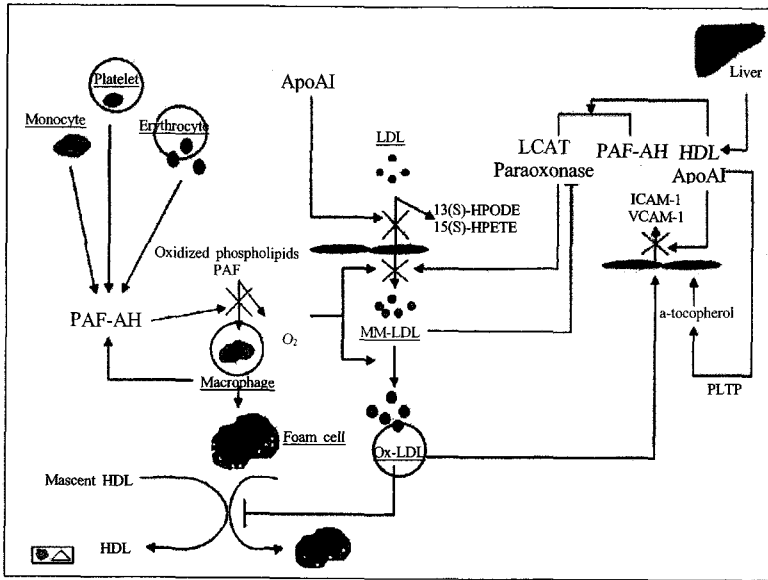 Platelet
Monocyte
Erythrocyte
ApoAI
LDL
Liver
LCAT
Paraoxonase
PAF-AH
HDL
ApoAI
13(S)-HPODE
15(S)-HPETE
ICAM-1
VCAM-1
Oxidized phospholipids
PAF
PAF-AH
O2
MM-LDL
a-tocopherol
Macrophage
PLTP
Foam cell
Ox-LDL
Mascent HDL
HDL